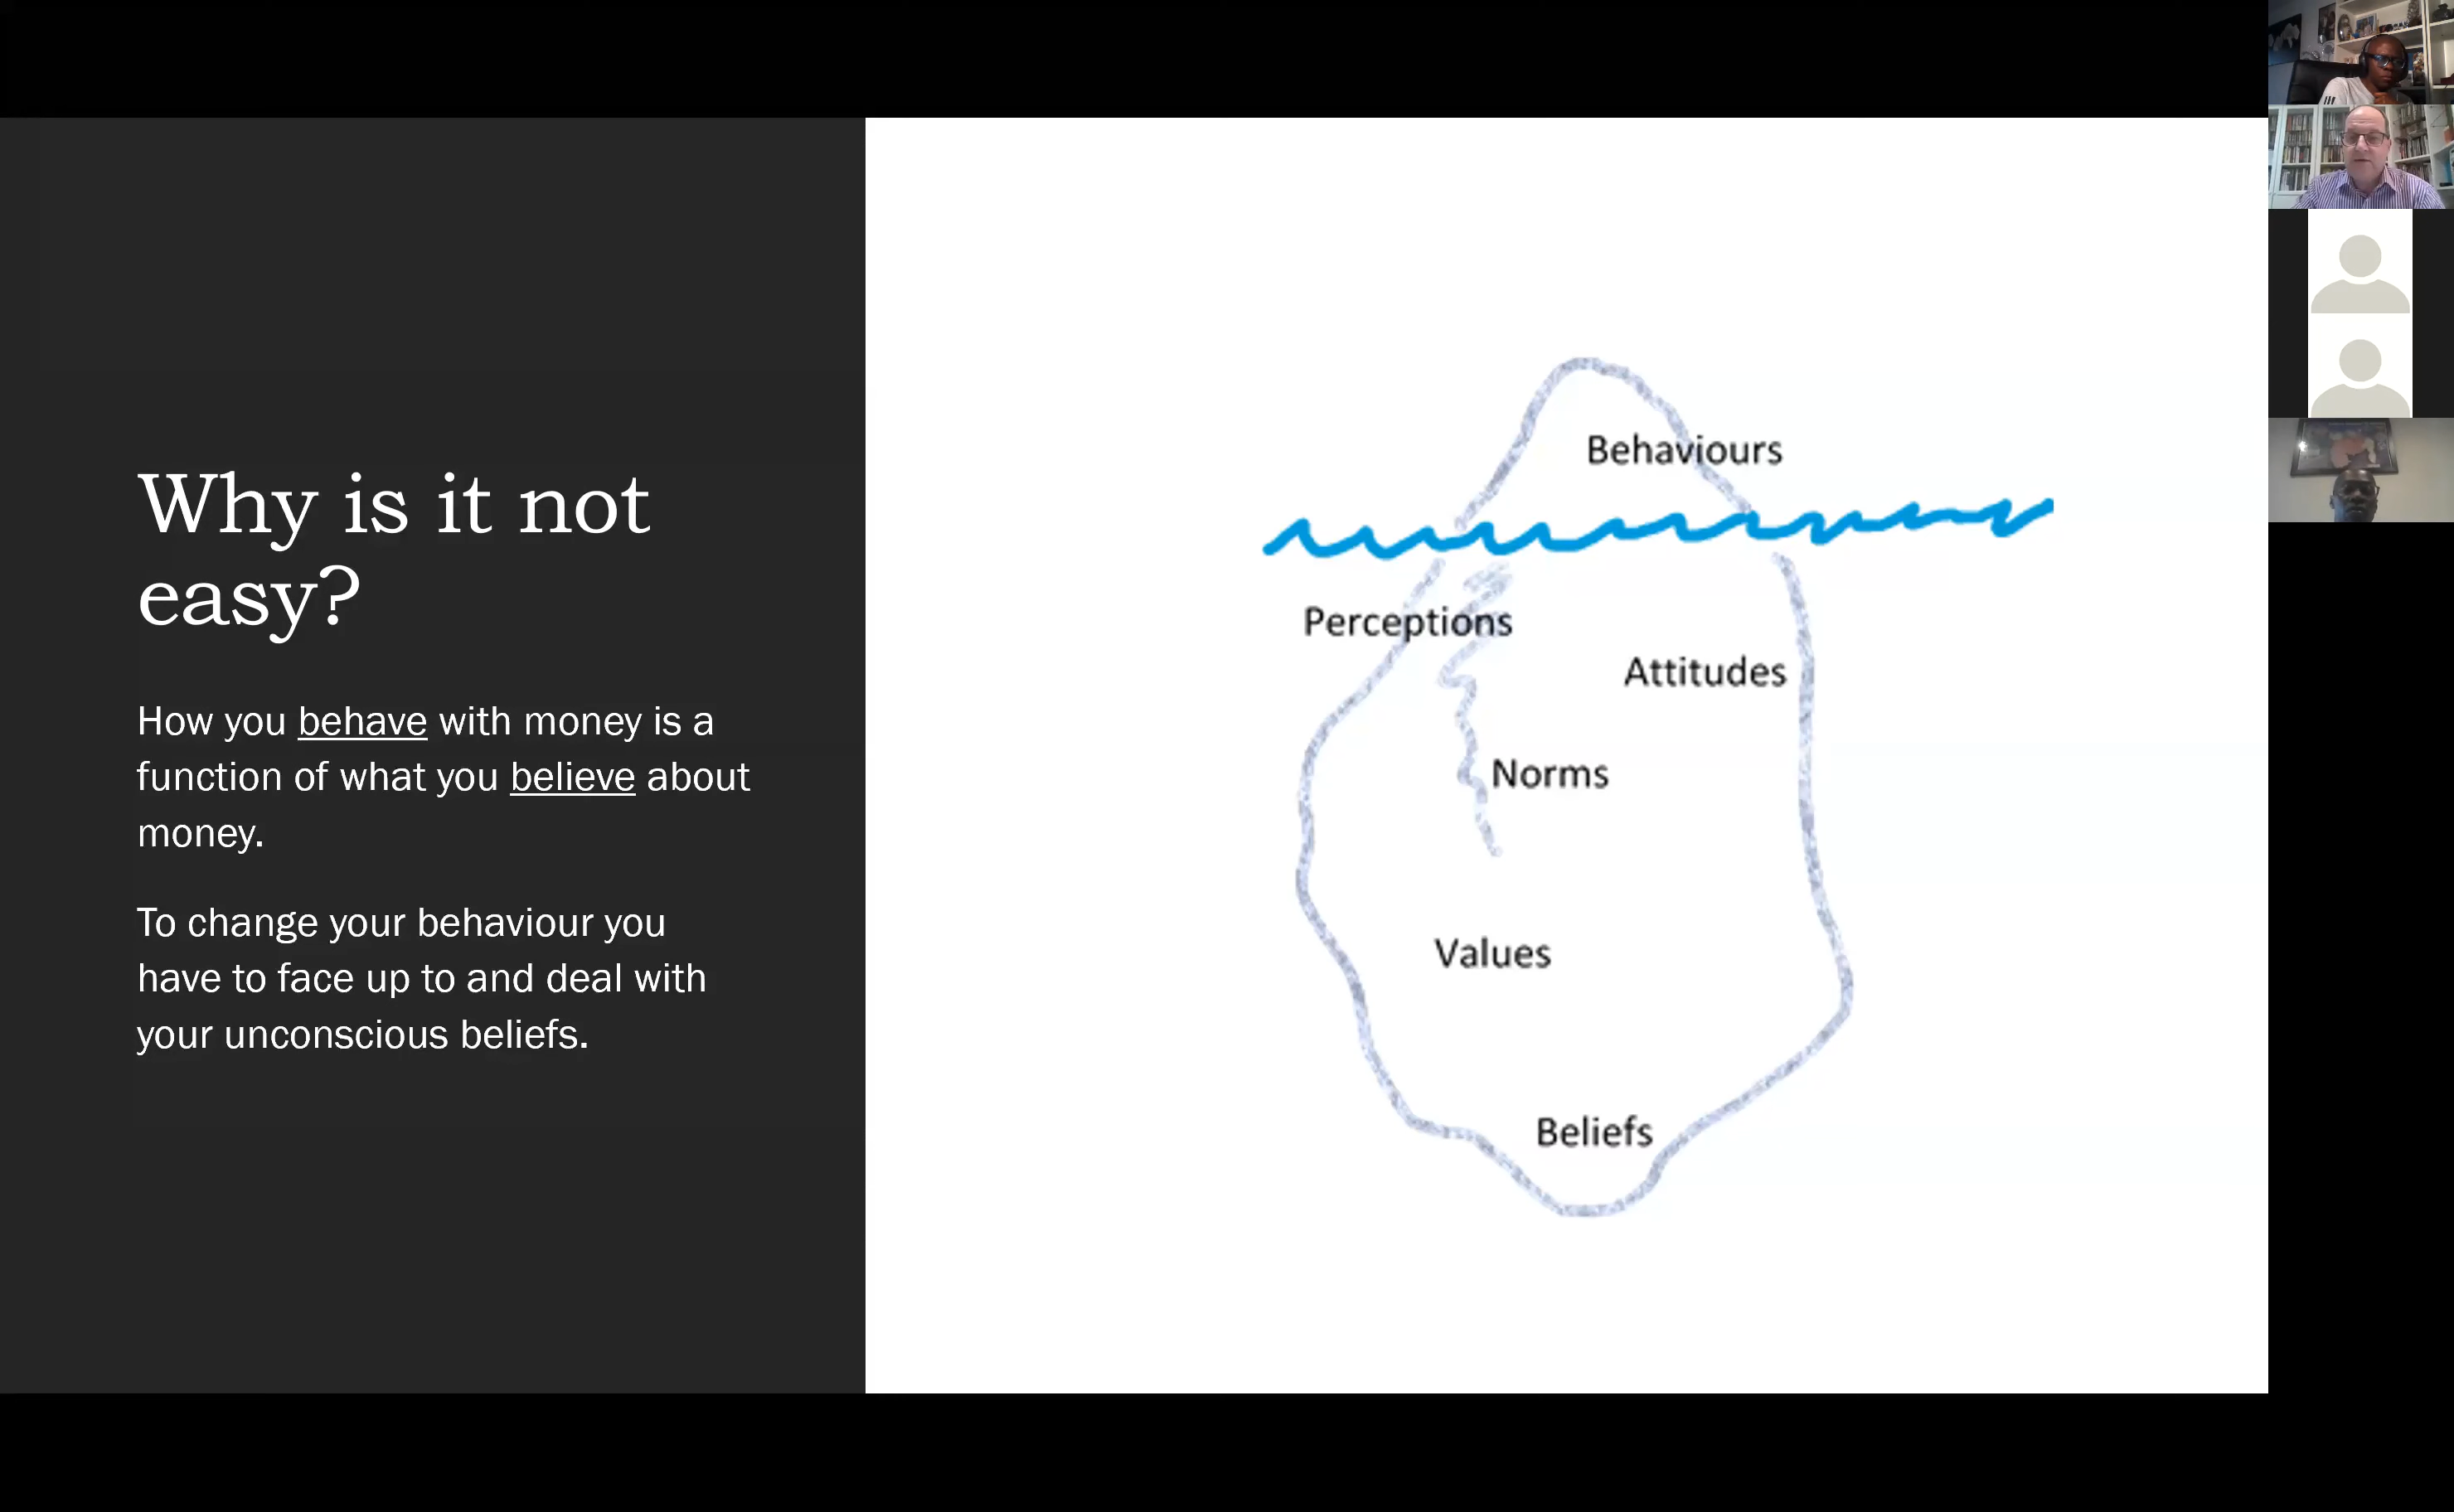 Why is it not
easy?
How you behave with money is a
function of what you believe about
money.
To change your behaviour you
have to face up to and deal with
your unconscious beliefs.
Behaviours
Perceptions
Attitudes
Norms
Values
Beliefs